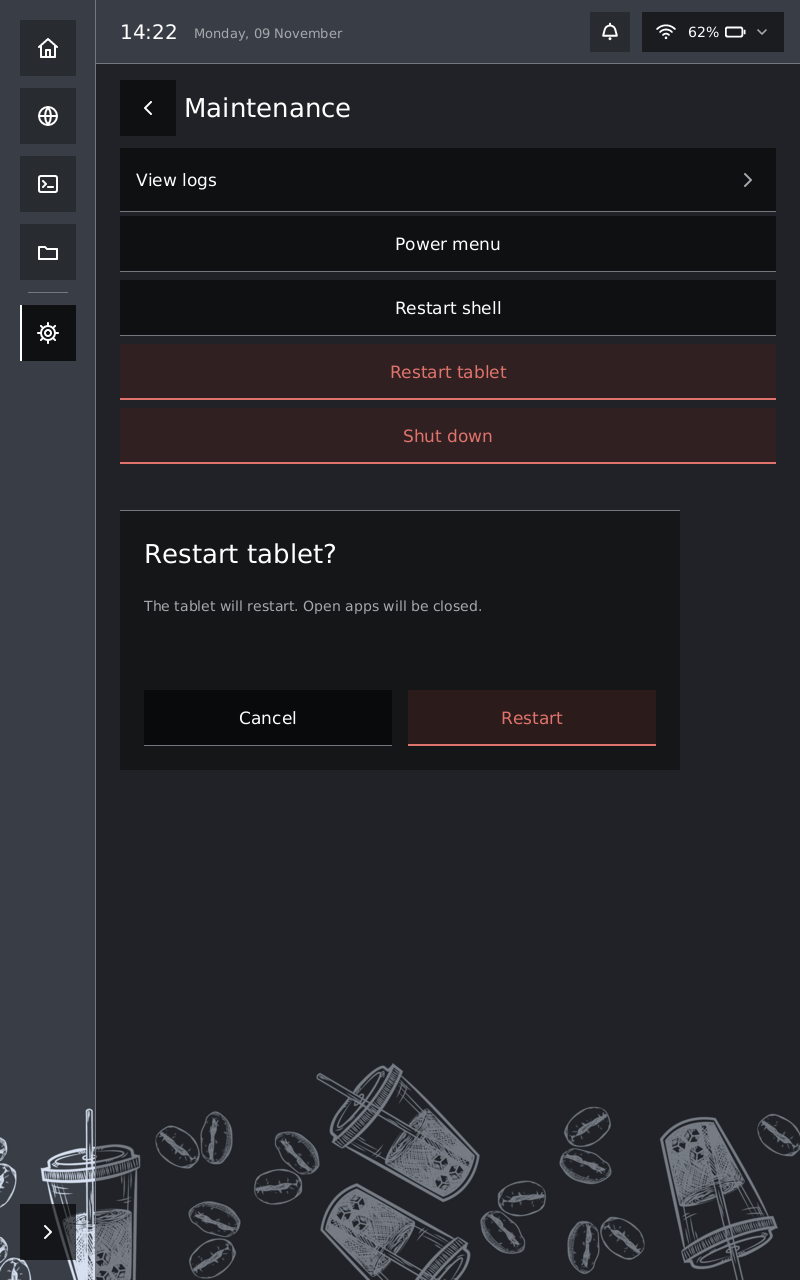 14:22 Monday, 09 November 62%
Maintenance
View logs
Power menu
Restart shell
Restart tablet
Shut down
Restart tablet?
The tablet will restart. Open apps will be closed.
Cancel Restart